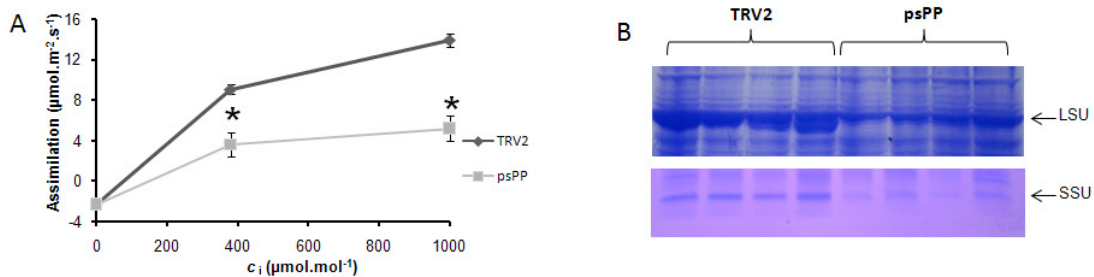 A
Assimilation (µmol.m-2.s-1)
16
12
8
4
0
-4
*
*
TRV2
psPP
0
200
400
600
800
1000
c i (µmol.mol-1)
B
TRV2
psPP
LSU
SSU